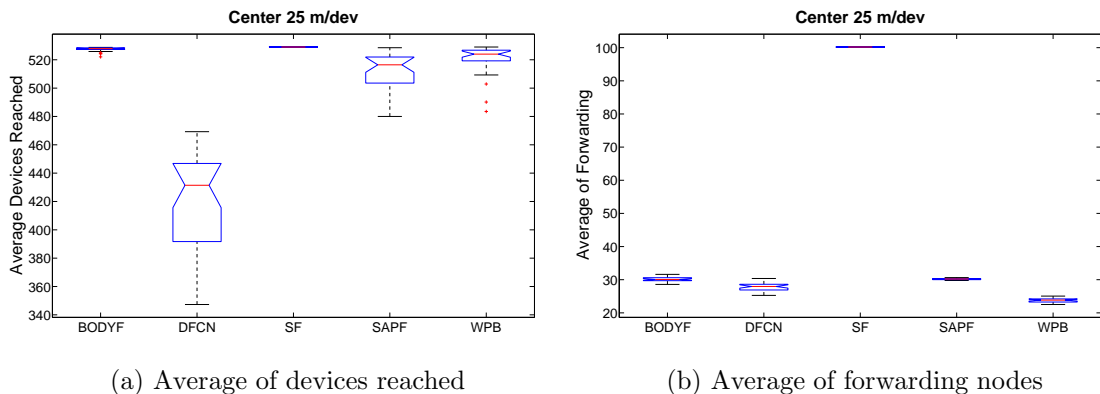 Center 25 m/dev
Average Devices Reached
520
500
480
460
440
420
400
380
360
340
BODYF DFCN SF SAPF WPB
(a) Average of devices reached
Center 25 m/dev
Average of Forwarding
100
90
80
70
60
50
40
30
20
BODYF DFCN SF SAPF WPB
(b) Average of forwarding nodes